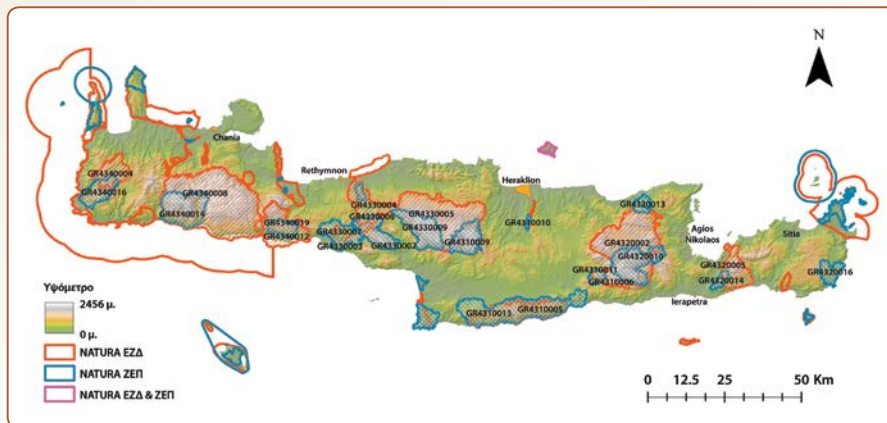 N
Chania
Rethymnon
Heraklion
Agios
Nikolaos
Sitia
Ierapetra
GR4340004
GR4340016
GR4340008
GR4340014
GR4340019
GR4340012
GR4330004
GR4330006
GR4330005
GR4330007
GR4330009
GR4330003
GR4330002
GR4310009
GR4310010
GR4320013
GR4320002
GR4320010
GR4310011
GR4310006
GR4310013
GR4310005
GR4320005
GR4320014
GR4320016
Υψόμετρο
2456 μ.
0 μ.
NATURA ΕΖΔ
NATURA ΖΕΠ
NATURA ΕΖΔ & ΖΕΠ
0 12.5 25 50 Km